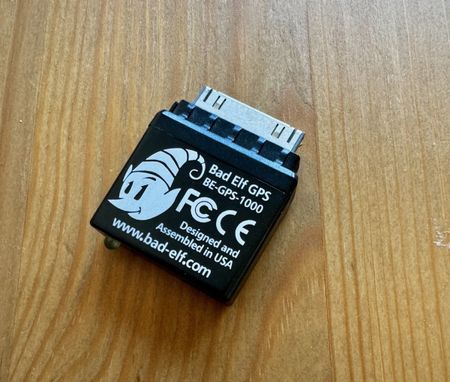 Bad Elf GPS
BE-GPS-1000
FC CE
Designed and
Assembled in USA
www.bad-elf.com